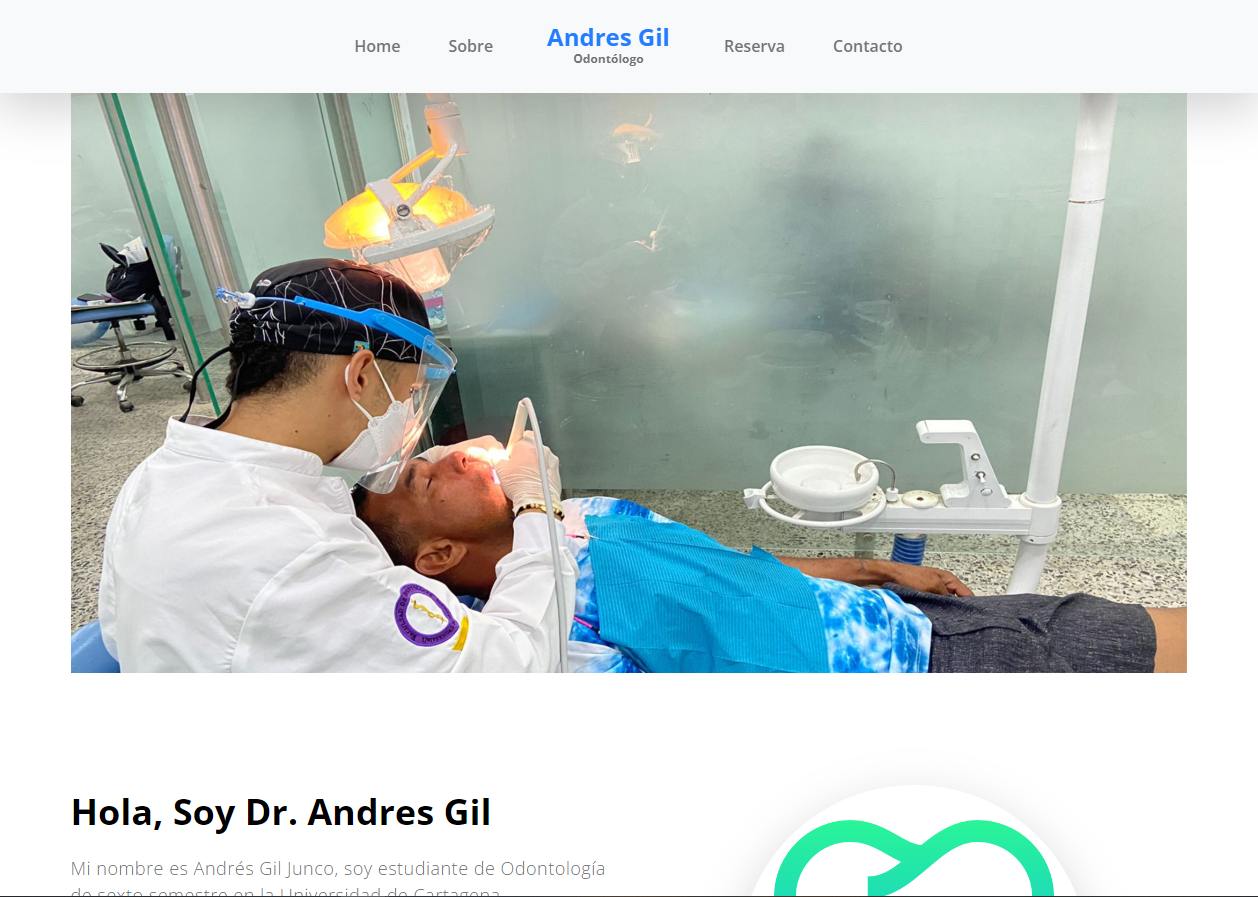 Home
Sobre
Andres Gil
Odontólogo
Reserva
Contacto
Hola, Soy Dr. Andres Gil
Mi nombre es Andrés Gil Junco, soy estudiante de Odontología
de sexto semestre en la Universidad de Cartagena